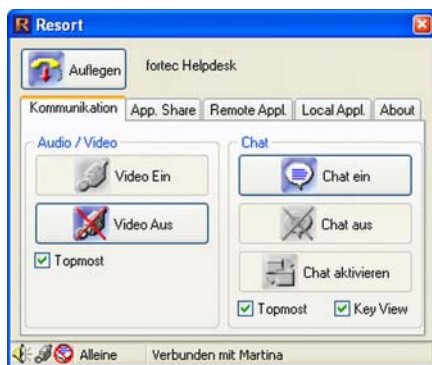 Resort
Auflegen
fortec Helpdesk
Kommunikation App. Share Remote Appl. Local Appl. About
Audio / Video
Video Ein
Video Aus
Topmost
Chat
Chat ein
Chat aus
Chat aktivieren
Topmost Key View
Alleine Verbunden mit Martina